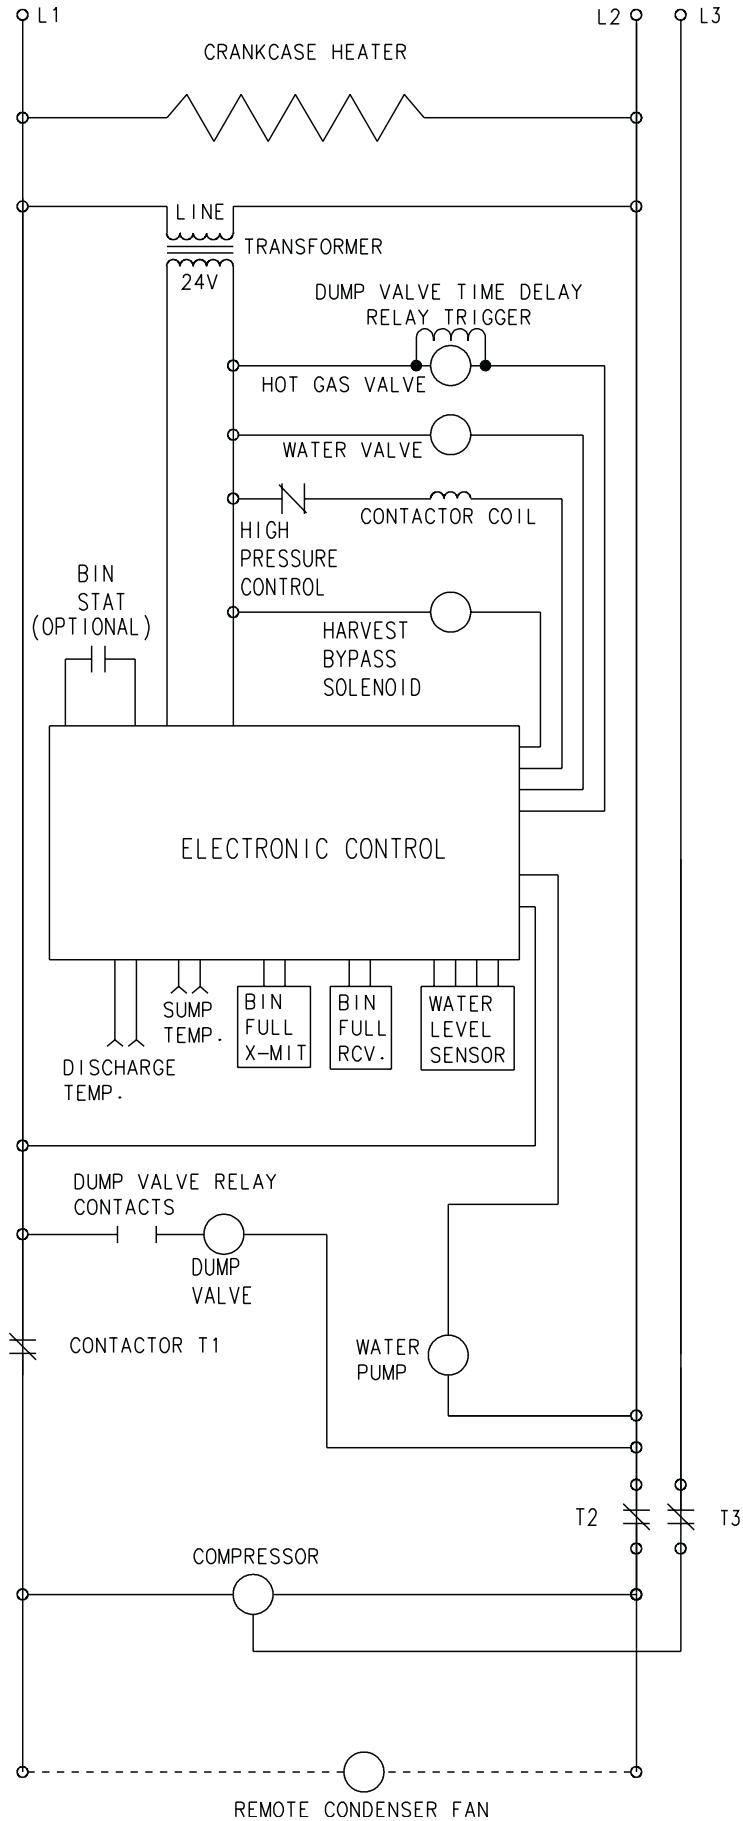 L1
L2
L3
CRANKCASE HEATER
LINE
TRANSFORMER
24V
DUMP VALVE TIME DELAY
RELAY TRIGGER
HOT GAS VALVE
WATER VALVE
CONTACTOR COIL
HIGH
PRESSURE
CONTROL
BIN
STAT
(OPTIONAL)
HARVEST
BYPASS
SOLENOID
ELECTRONIC CONTROL
DISCHARGE
TEMP.
SUMP
TEMP.
BIN
FULL
X-MIT
BIN
FULL
RCV.
WATER
LEVEL
SENSOR
DUMP VALVE RELAY
CONTACTS
DUMP
VALVE
CONTACTOR T1
WATER
PUMP
T2
T3
COMPRESSOR
REMOTE CONDENSER FAN